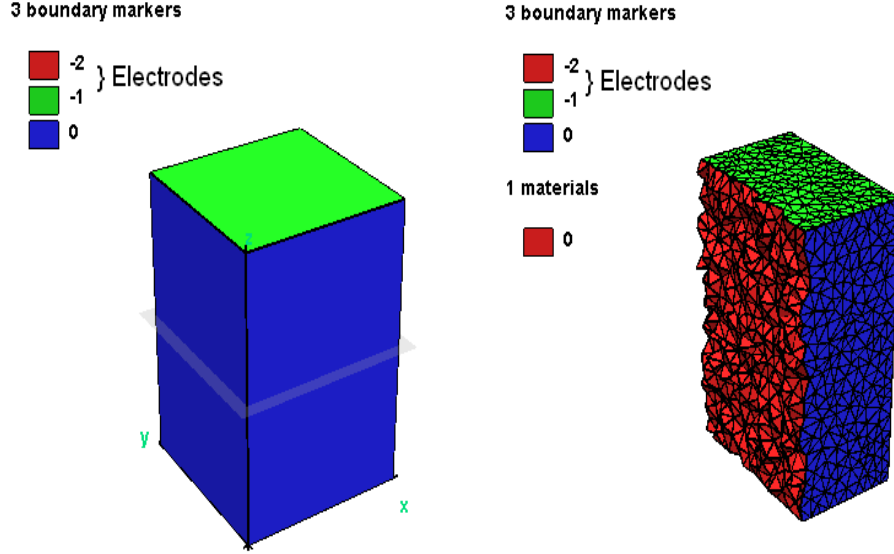 3 boundary markers
-2
-1
} Electrodes
0
z
y
x
3 boundary markers
-2
-1
} Electrodes
0
1 materials
0